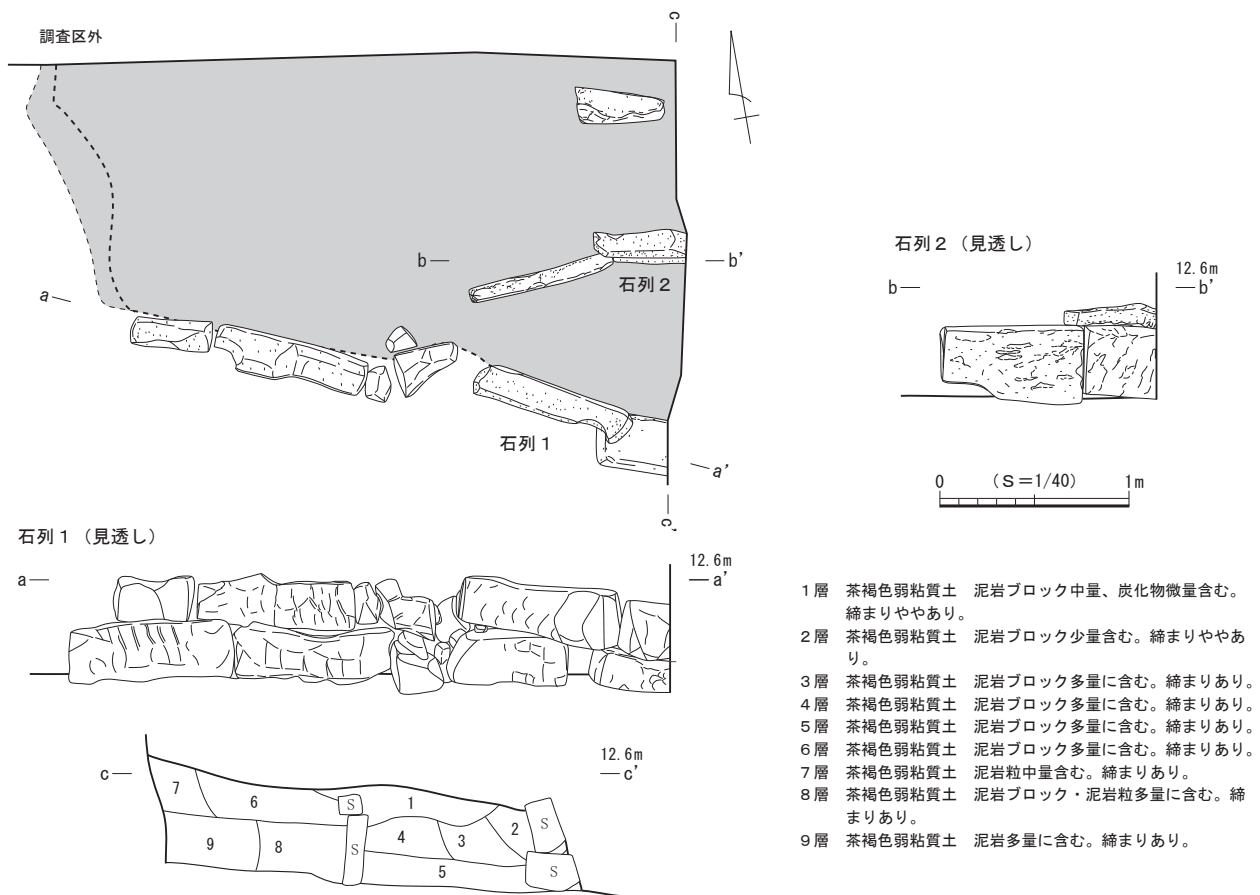 調査区外
c
b
b'
石列２
a
石列１
a'
c'
石列２（見透し）
12.6m
b
b'
0 (S＝1/40) 1m
石列１（見透し）
12.6m
a
a'
12.6m
c
c'
7
6
S
1
2
S
9
8
S
4
3
5
S
1層 茶褐色弱粘質土 泥岩ブロック中量、炭化物微量含む。
締まりややあり。
2層 茶褐色弱粘質土 泥岩ブロック少量含む。締まりややあ
り。
3層 茶褐色弱粘質土 泥岩ブロック多量に含む。締まりあり。
4層 茶褐色弱粘質土 泥岩ブロック多量に含む。締まりあり。
5層 茶褐色弱粘質土 泥岩ブロック多量に含む。締まりあり。
6層 茶褐色弱粘質土 泥岩ブロック多量に含む。締まりあり。
7層 茶褐色弱粘質土 泥岩粒中量含む。締まりあり。
8層 茶褐色弱粘質土 泥岩ブロック・泥岩粒多量に含む。締
まりあり。
9層 茶褐色弱粘質土 泥岩多量に含む。締まりあり。